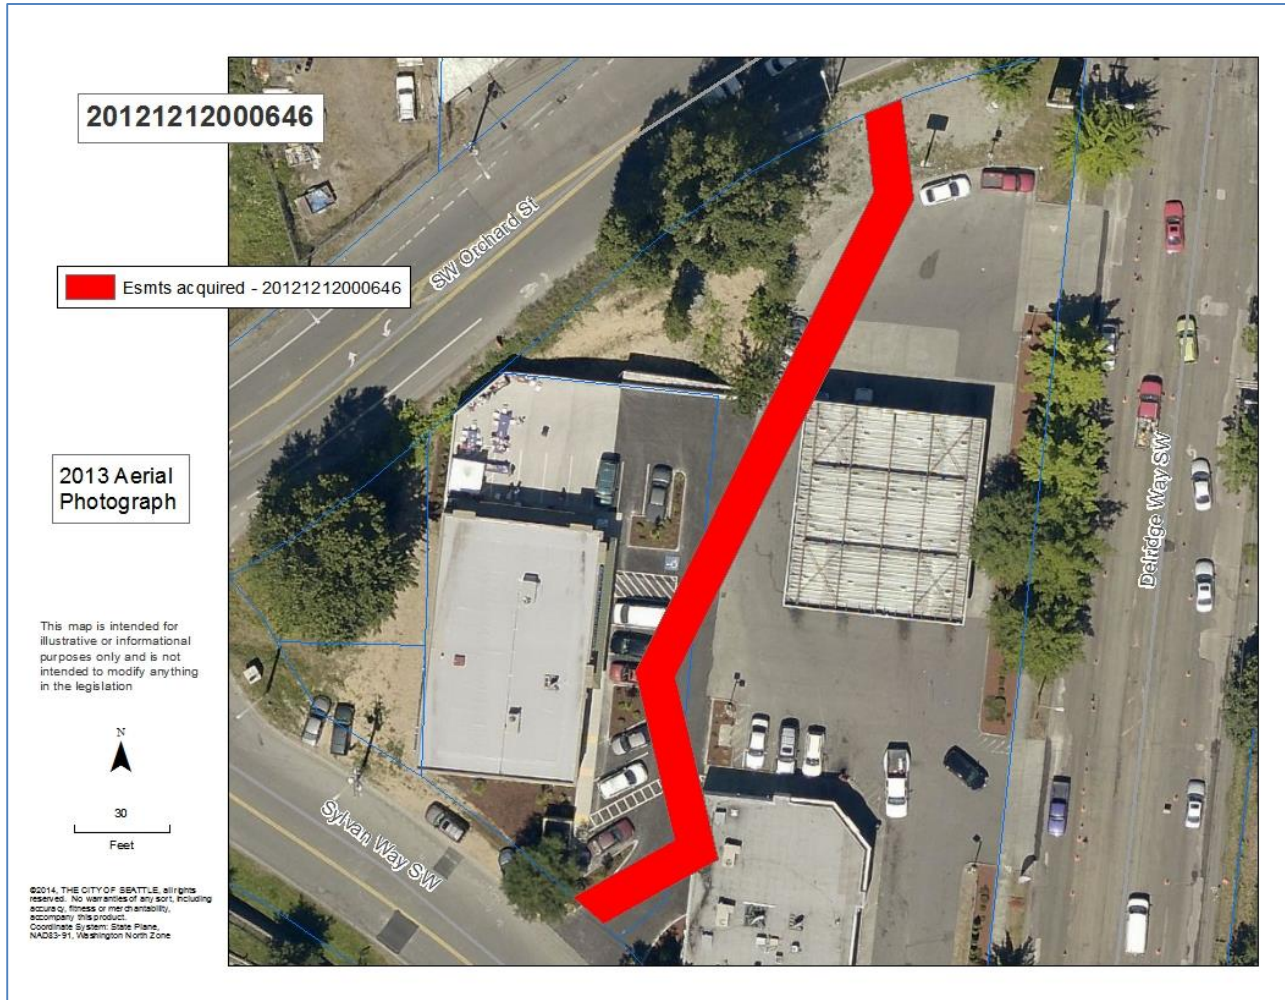 20121212000646
SW Orchard St
Esmts acquired - 20121212000646
2013 Aerial
Photograph
Delridge Way SW
This map is intended for
illustrative or informational
purposes only and is not
intended to modify anything
in the legislation
N
30
Feet
Sylvan Way SW
©2014, THE CITY OF SEATTLE, all rights
reserved. No warranties of any sort, including
accuracy, fitness or merchantability,
accompany this product.
Coordinate System: State Plane,
NAD83-91, Washington North Zone